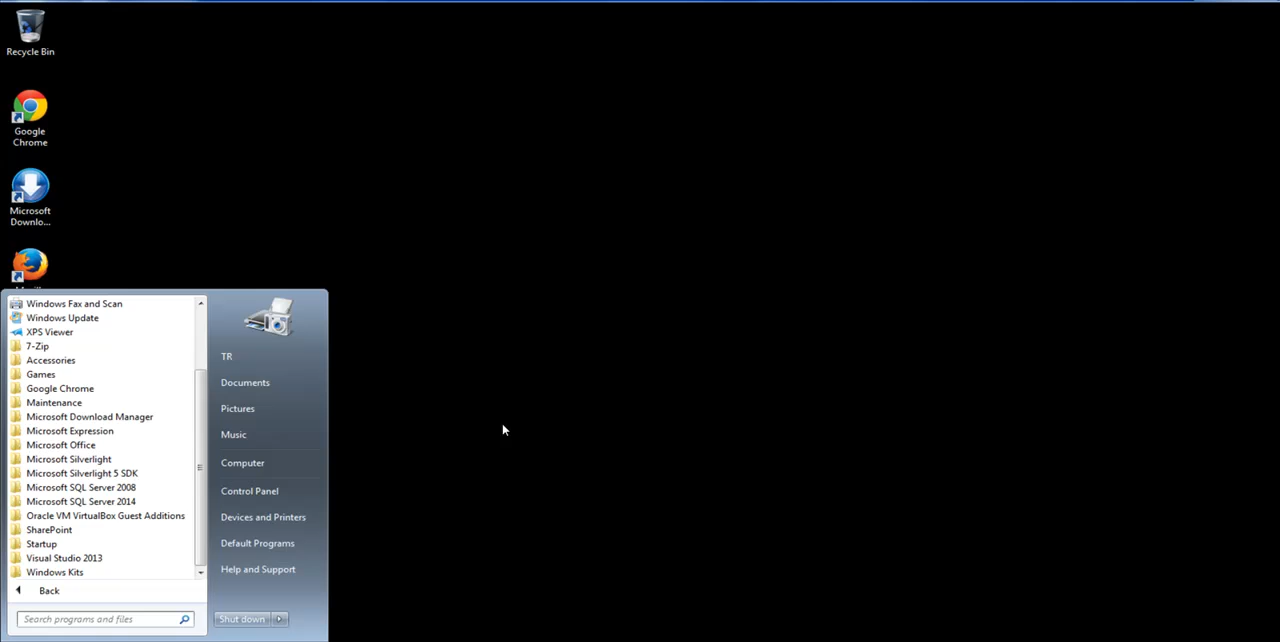 Recycle Bin
Google
Chrome
Microsoft
Downlo...
Windows Fax and Scan
Windows Update
XPS Viewer
7-Zip
Accessories
Games
Google Chrome
Maintenance
Microsoft Download Manager
Microsoft Expression
Microsoft Office
Microsoft Silverlight
Microsoft Silverlight 5 SDK
Microsoft SQL Server 2008
Microsoft SQL Server 2014
Oracle VM VirtualBox Guest Additions
SharePoint
Startup
Visual Studio 2013
Windows Kits
Back
Search programs and files
TR
Documents
Pictures
Music
Computer
Control Panel
Devices and Printers
Default Programs
Help and Support
Shut down